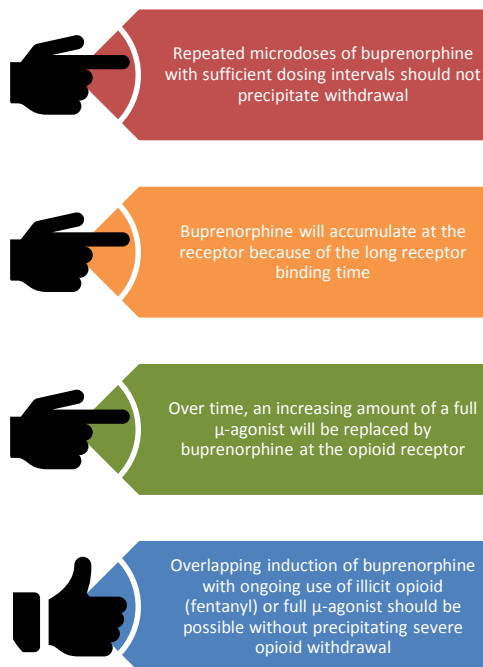 Repeated microdoses of buprenorphine
with sufficient dosing intervals should not
precipitate withdrawal
Buprenorphine will accumulate at the
receptor because of the long receptor
binding time
Over time, an increasing amount of a full
μ-agonist will be replaced by
buprenorphine at the opioid receptor
Overlapping induction of buprenorphine
with ongoing use of illicit opioid
(fentanyl) or full μ-agonist should be
possible without precipitating severe
opioid withdrawal